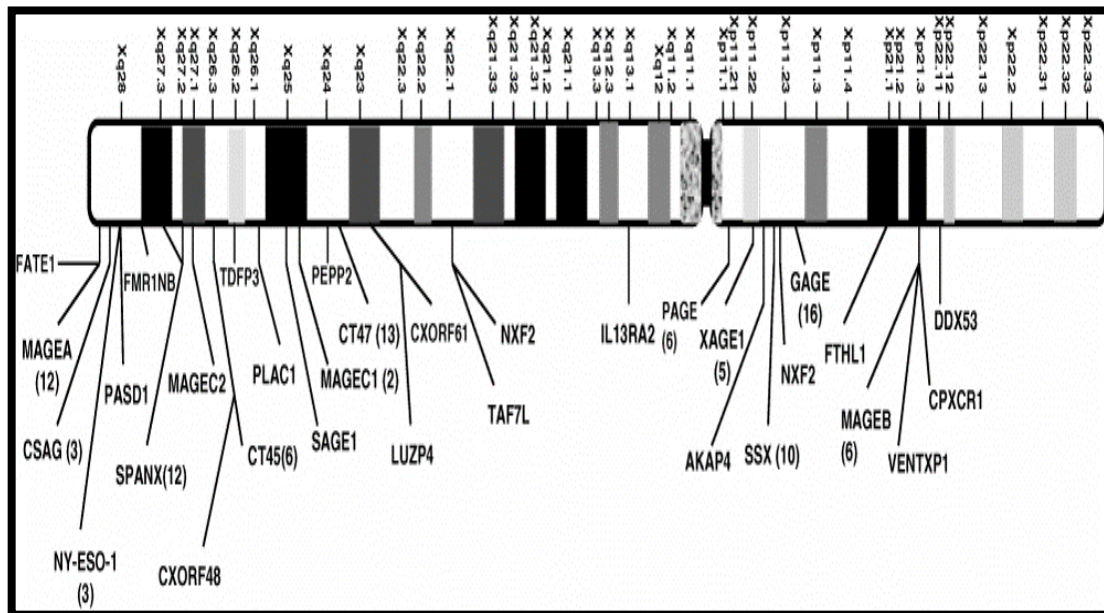 Xq28
Xq27.3
Xq27.2
Xq27.1
Xq26.3
Xq26.2
Xq26.1
Xq25
Xq24
Xq23
Xq22.3
Xq22.2
Xq22.1
Xq21.33
Xq21.32
Xq21.31
Xq21.2
Xq21.1
Xq13.3
Xq12.3
Xq13.1
Xq12
Xq11.2
Xq11.1
Xp11.1
Xp11.21
Xp11.22
Xp11.23
Xp11.3
Xp11.4
Xp21.1
Xp21.2
Xp21.3
Xp22.11
Xp22.12
Xp22.13
Xp22.2
Xp22.31
Xp22.32
Xp22.33
FATE1
MAGEA
(12)
CSAG (3)
NY-ESO-1
(3)
PASD1
FMR1NB
SPANX(12)
MAGEC2
CXORF48
TDFP3
CT45(6)
PLAC1
SAGE1
MAGEC1 (2)
PEPP2
CT47 (13)
CXORF61
LUZP4
NXF2
TAF7L
IL13RA2
PAGE
(6)
XAGE1
(5)
AKAP4
SSX (10)
NXF2
GAGE
(16)
FTHL1
MAGEB
(6)
VENTXP1
CPXCR1
DDX53